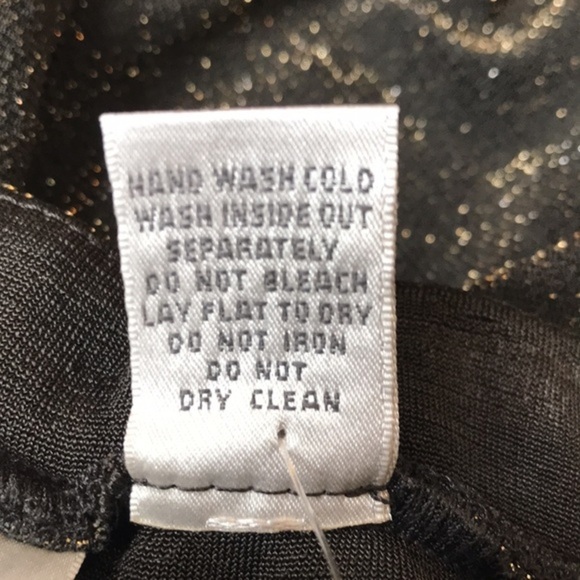 HAND WASH COLD
WASH INSIDE OUT
SEPARATELY
DO NOT BLEACH
LAY FLAT TO DRY
DO NOT IRON
DO NOT
DRY CLEAN